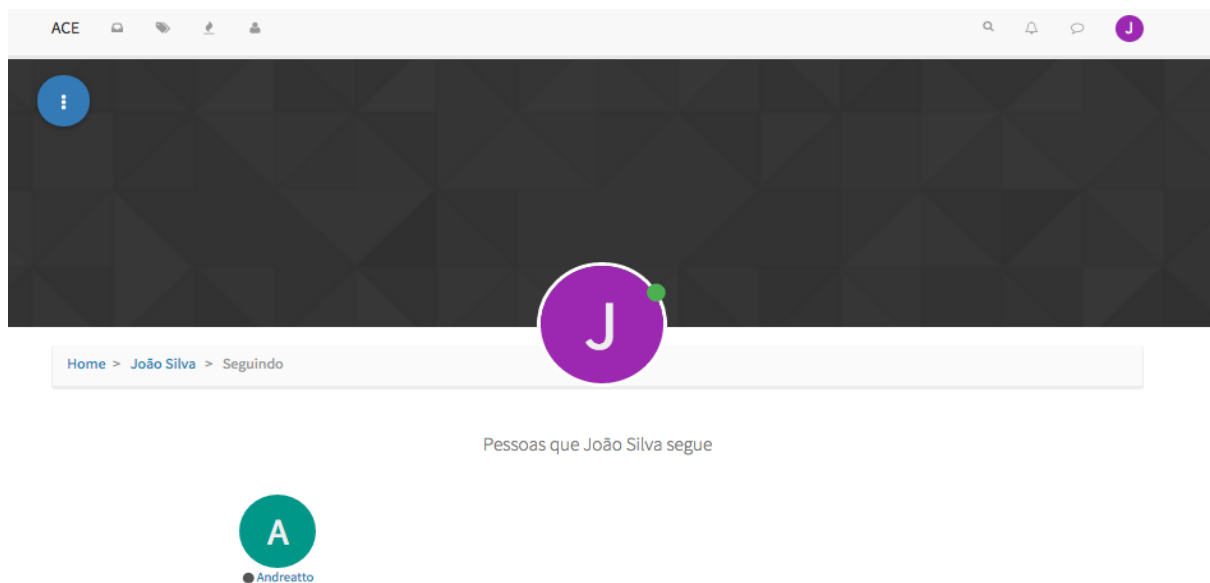 ACE
J
J
Home > João Silva > Seguindo
Pessoas que João Silva segue
A
Andreatto